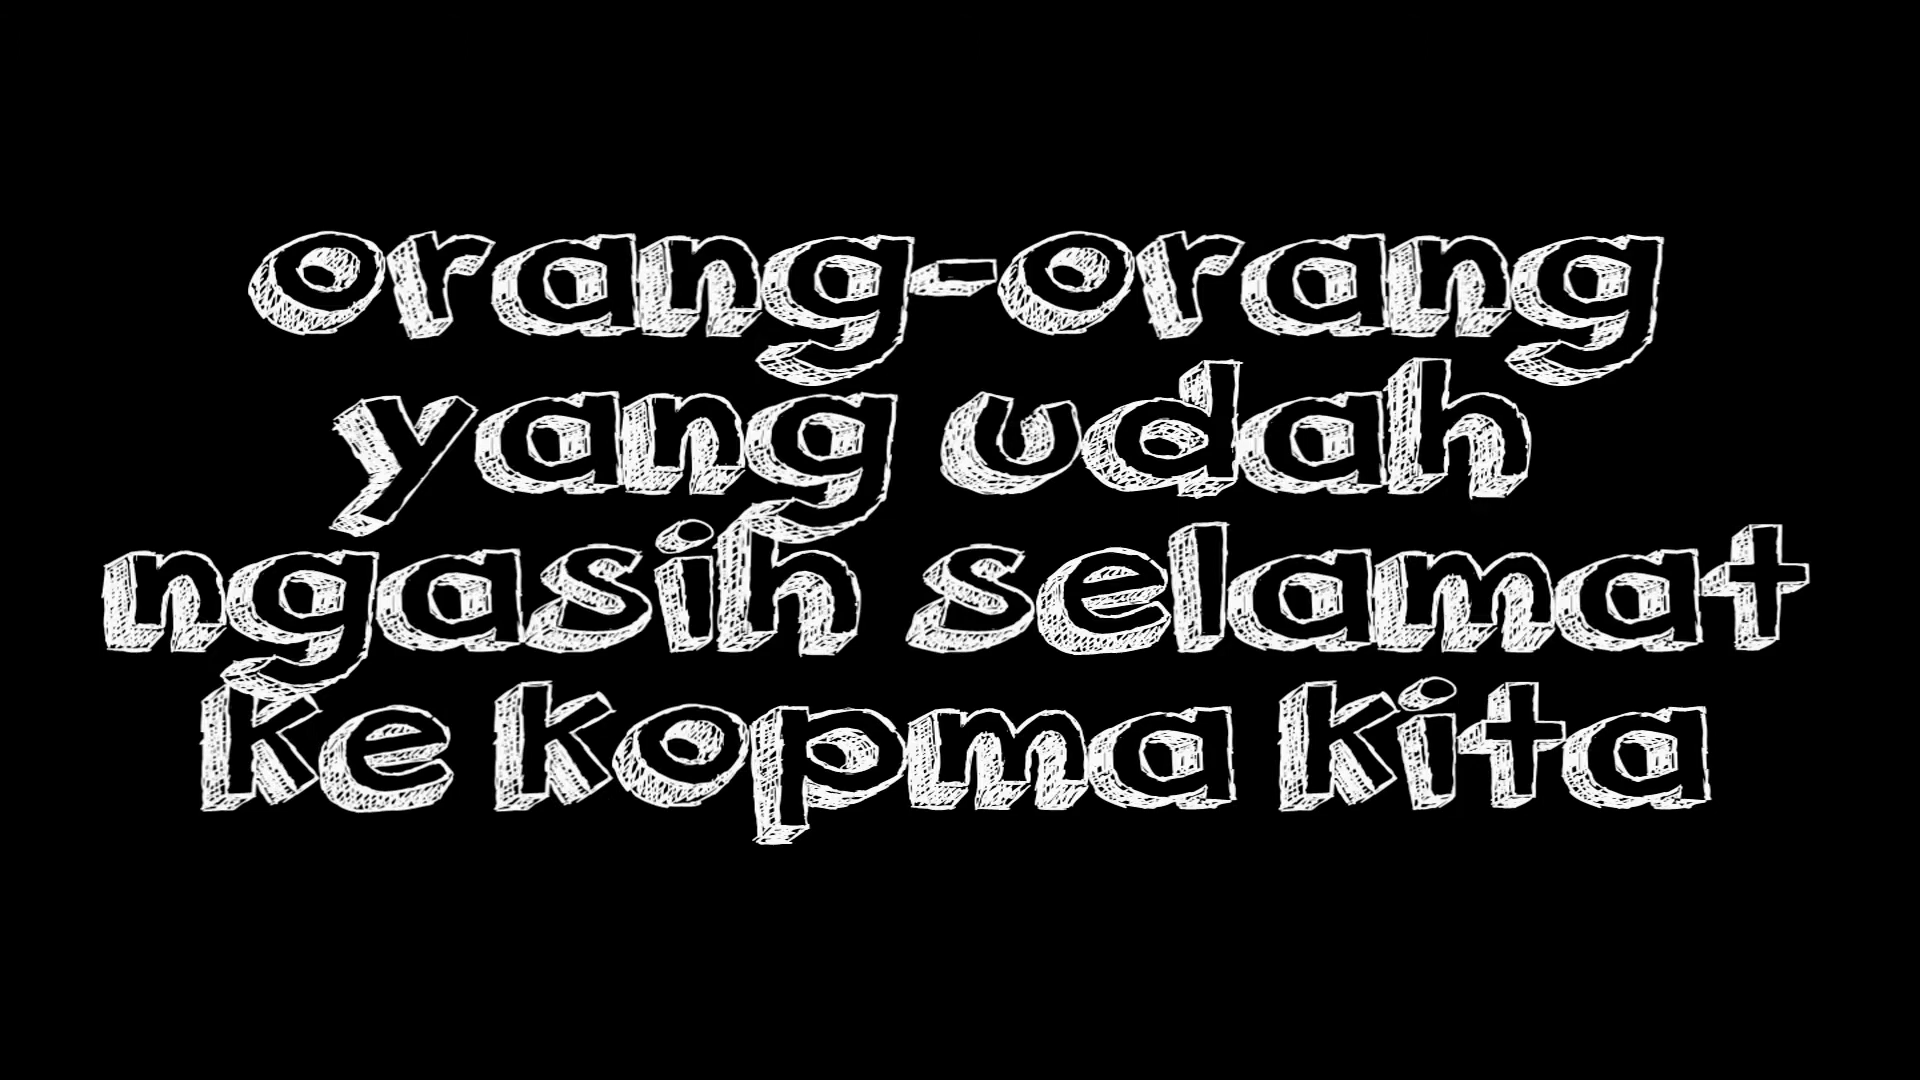 orang-orang
yang udah
ngasih selamat
ke kopma kita